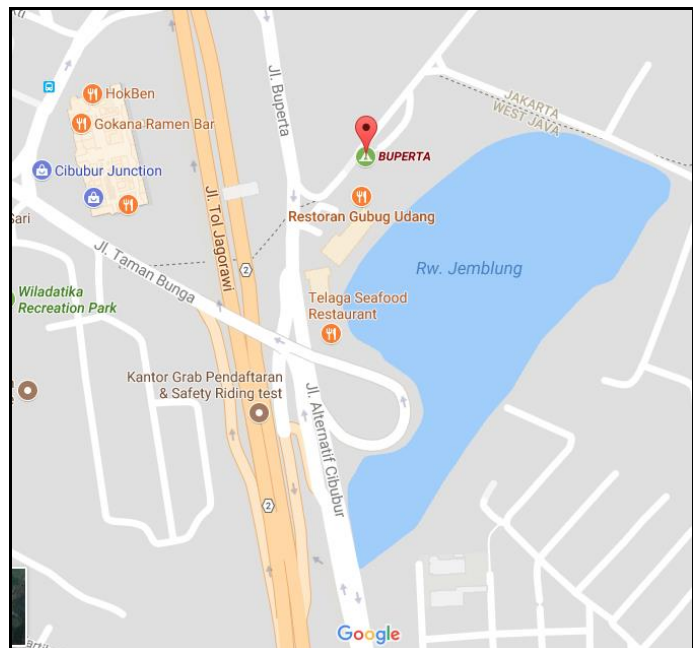 HokBen
Gokana Ramen Bar
Cibubur Junction
Sari
Wiladatika
Recreation Park
Jl. Taman Bunga
Jl. Tol Jagorawi
Jl. Buperta
2
BUPERTA
Restoran Gubug Udang
JAKARTA
WEST JAVA
Rw. Jemblung
Telaga Seafood
Restaurant
Kantor Grab Pendaftaran
& Safety Riding test
Jl. Alternatif Cibubur
2
Google